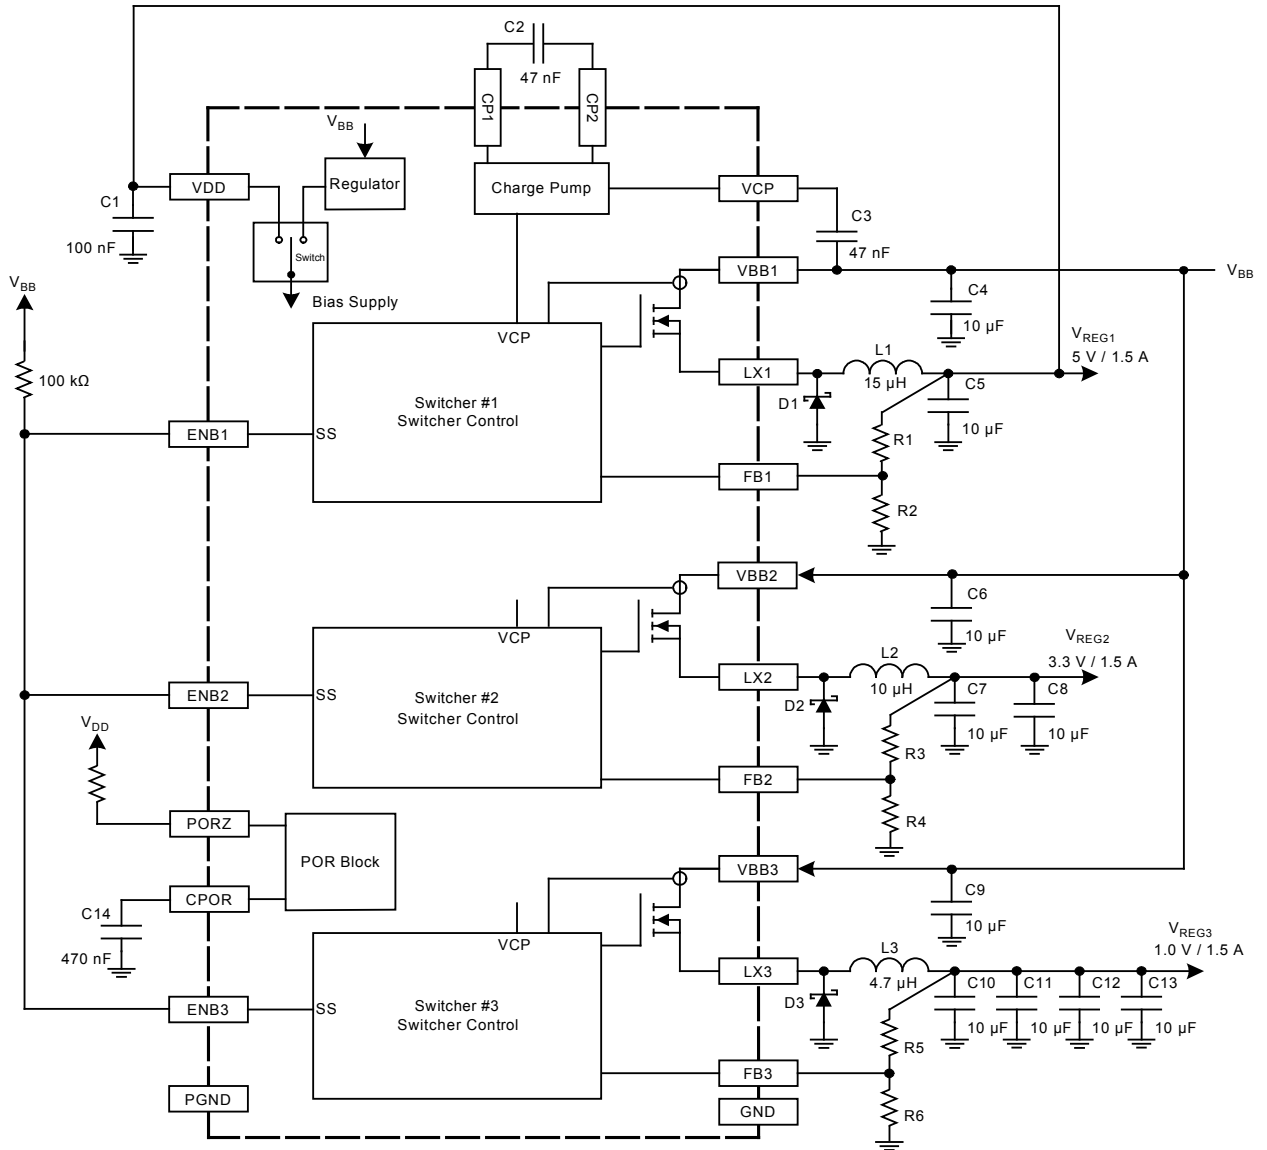 C2
47 nF
CP1
CP2
VBB
VDD
Regulator
Charge Pump
VCP
C1
100 nF
C3
47 nF
Switch
VBB
VBB1
VBB
Bias Supply
C4
10 µF
VCP
VREG1
5 V / 1.5 A
100 kΩ
LX1
L1
15 µH
C5
10 µF
D1
Switcher #1
Switcher Control
ENB1
SS
R1
FB1
R2
VBB2
C6
10 µF
VCP
VREG2
3.3 V / 1.5 A
LX2
L2
10 µH
C7
C8
10 µF
10 µF
D2
ENB2
SS
Switcher #2
Switcher Control
VDD
R3
FB2
PORZ
R4
POR Block
VBB3
CPOR
C9
10 µF
C14
470 nF
VCP
VREG3
1.0 V / 1.5 A
LX3
L3
4.7 µH
C10
C11
C12
C13
10 µF
10 µF
10 µF
10 µF
D3
ENB3
SS
Switcher #3
Switcher Control
R5
FB3
PGND
GND
R6